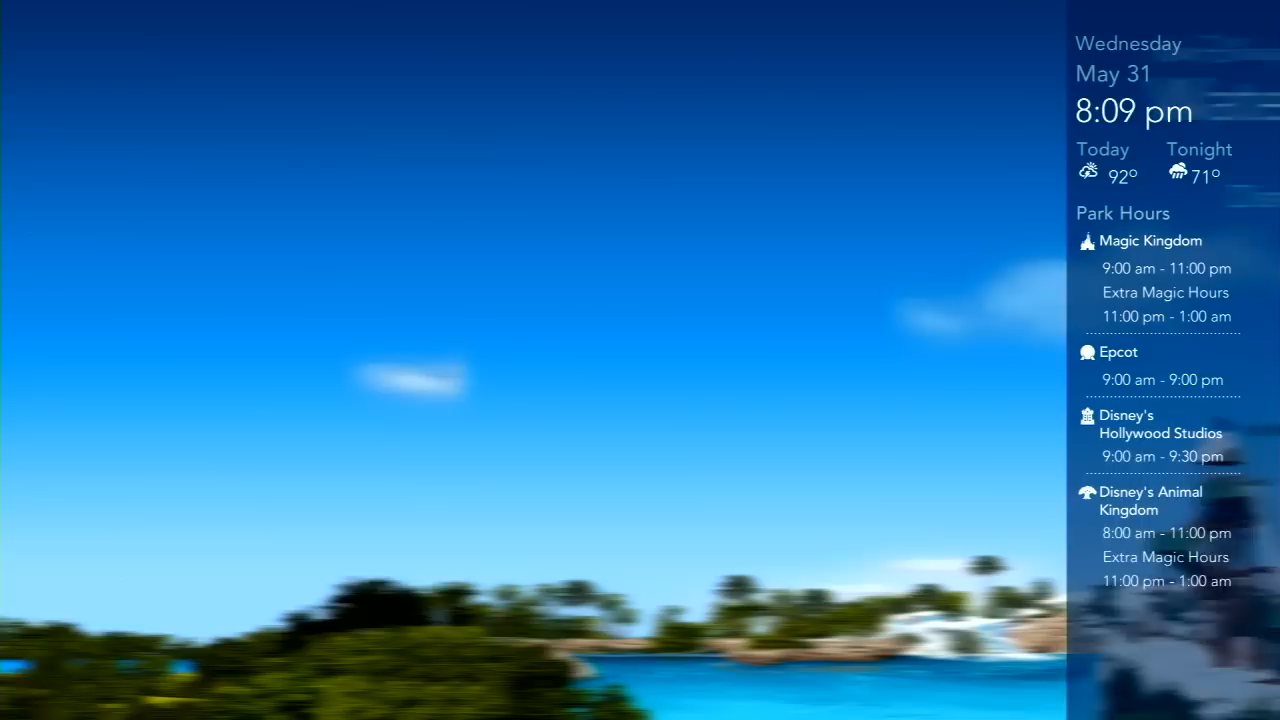 Wednesday
May 31
8:09 pm
Today Tonight
92° 71°
Park Hours
Magic Kingdom
9:00 am - 11:00 pm
Extra Magic Hours
11:00 pm - 1:00 am
Epcot
9:00 am - 9:00 pm
Disney's
Hollywood Studios
9:00 am - 9:30 pm
Disney's Animal
Kingdom
8:00 am - 11:00 pm
Extra Magic Hours
11:00 pm - 1:00 am